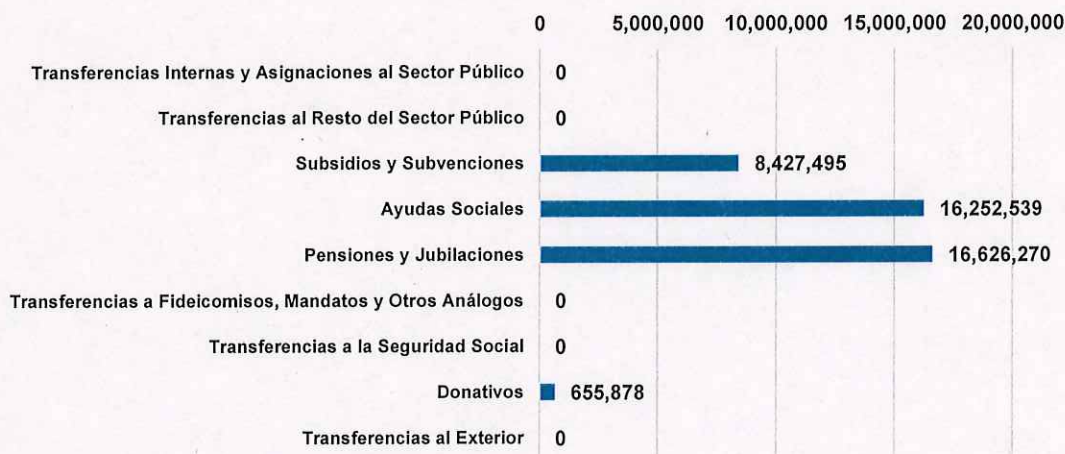 0 5,000,000 10,000,000 15,000,000 20,000,000
Transferencias Internas y Asignaciones al Sector Público 0
Transferencias al Resto del Sector Público 0
Subsidios y Subvenciones 8,427,495
Ayudas Sociales 16,252,539
Pensiones y Jubilaciones 16,626,270
Transferencias a Fideicomisos, Mandatos y Otros Análogos 0
Transferencias a la Seguridad Social 0
Donativos 655,878
Transferencias al Exterior 0